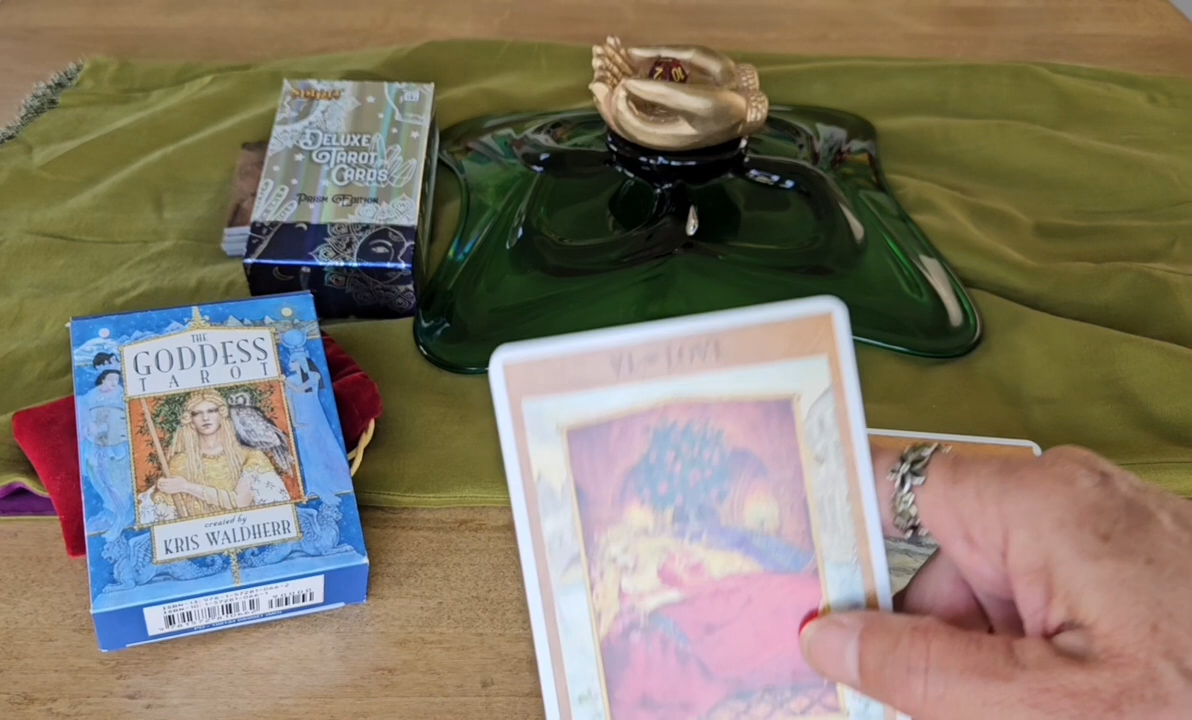 DELUXE
TAROT
CARDS
PRISM EDITION
THE
GODDESS
TAROT
created by
KRIS WALDHERR
VI — LOVE